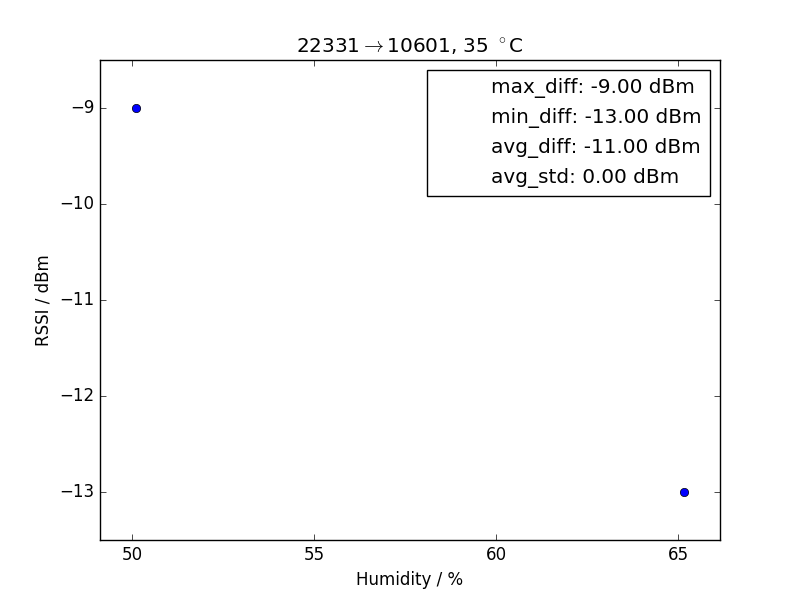 22331→10601, 35 °C
max_diff: -9.00 dBm
min_diff: -13.00 dBm
avg_diff: -11.00 dBm
avg_std: 0.00 dBm
RSSI / dBm
−9
−10
−11
−12
−13
50 55 60 65
Humidity / %